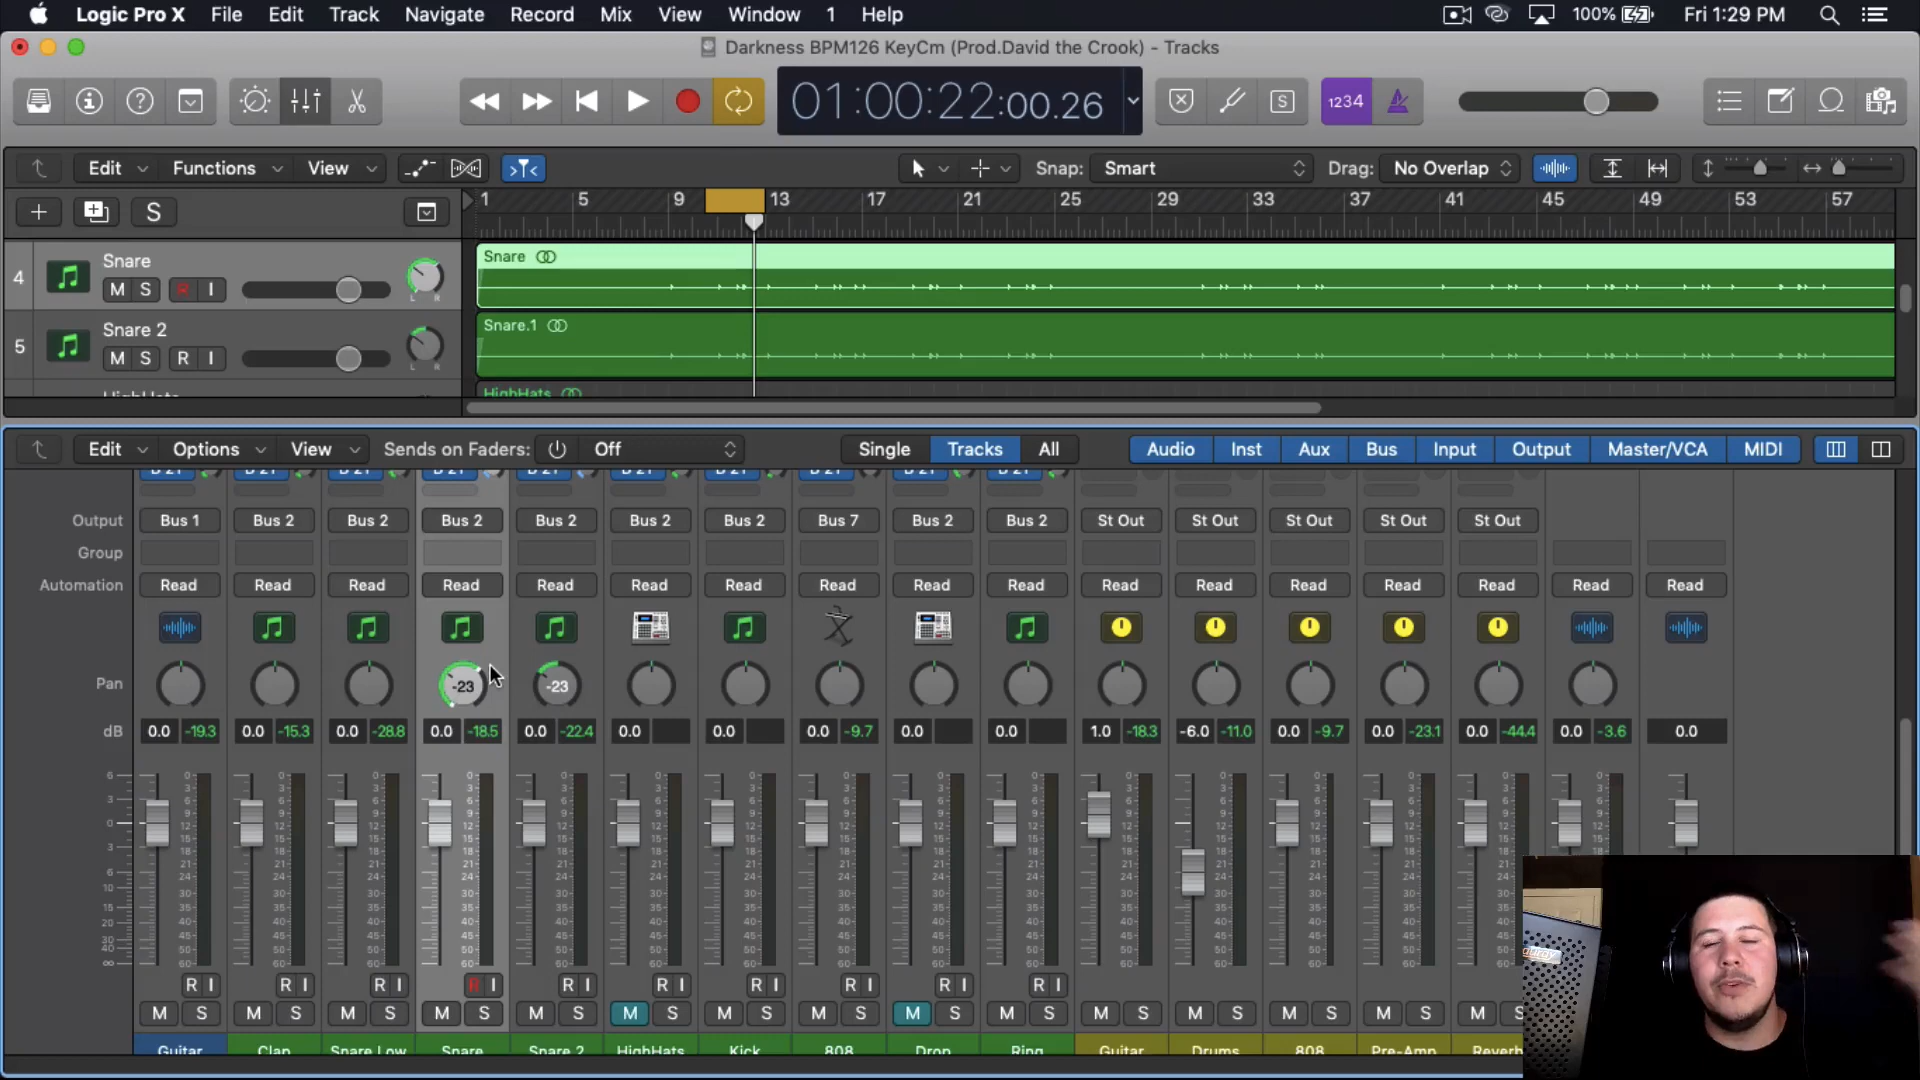 Logic Pro X File Edit Track Navigate Record Mix View Window 1 Help 100% Fri 1:29 PM
Darkness BPM126 KeyCm (Prod.David the Crook) - Tracks
01:00:22:00.26 S 1234
Edit Functions View Snap: Smart Drag: No Overlap
S 1 5 9 13 17 21 25 29 33 37 41 45 49 53 57
4 Snare M S R I L R Snare
5 Snare 2 M S R I L R Snare.1
HighHats HighHats
Edit Options View Sends on Faders: Off Single Tracks All Audio Inst Aux Bus Input Output Master/VCA MIDI
Output Bus 1 Bus 2 Bus 2 Bus 2 Bus 2 Bus 2 Bus 2 Bus 7 Bus 2 Bus 2 St Out St Out St Out St Out St Out
Group
Automation Read Read Read Read Read Read Read Read Read Read Read Read Read Read Read Read Read
Pan -23 -23
dB 0.0 -19.3 0.0 -15.3 0.0 -28.8 0.0 -18.5 0.0 -22.4 0.0 0.0 0.0 -9.7 0.0 0.0 1.0 -18.3 -6.0 -11.0 0.0 -9.7 0.0 -23.1 0.0 -44.4 0.0 -3.6 0.0
R I R I R I R I R I R I R I R I R I R I
M S M S M S M S M S M S M S M S M S M S M S M S M S M S M S
Guitar Clap Snare Low Snare Snare 2 HighHats Kick 808 Drop Ring Guitar Drums 808 Pre-Amp Reverb